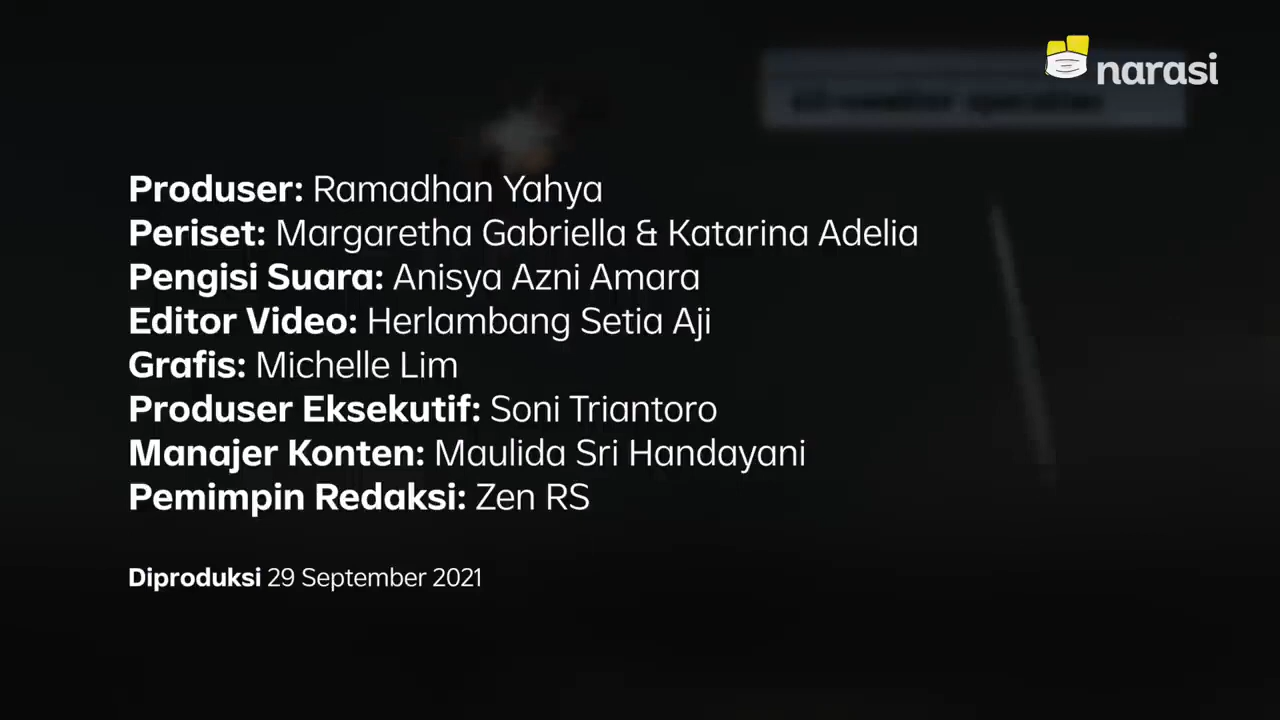 narasi
Produser: Ramadhan Yahya
Periset: Margaretha Gabriella & Katarina Adelia
Pengisi Suara: Anisya Azni Amara
Editor Video: Herlambang Setia Aji
Grafis: Michelle Lim
Produser Eksekutif: Soni Triantoro
Manajer Konten: Maulida Sri Handayani
Pemimpin Redaksi: Zen RS
Diproduksi 29 September 2021